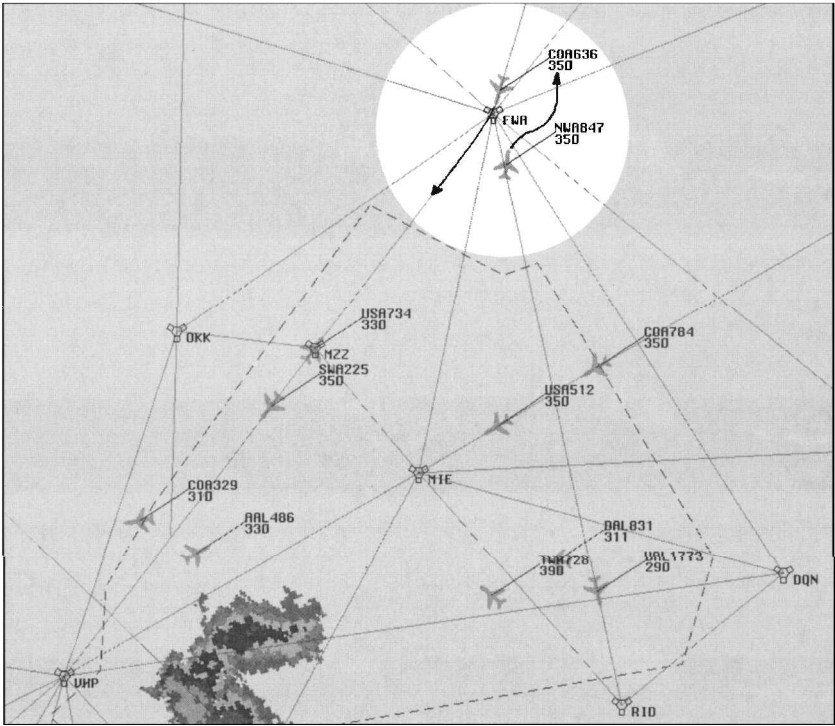 COA636
350
FWA
NWA847
350
USA734
330
OKK
MZZ
SWA225
350
COA784
350
USA512
350
MIE
COA329
310
AAL486
330
DAL831
311
TWA728
390
VAL1773
290
DQN
VHP
RID